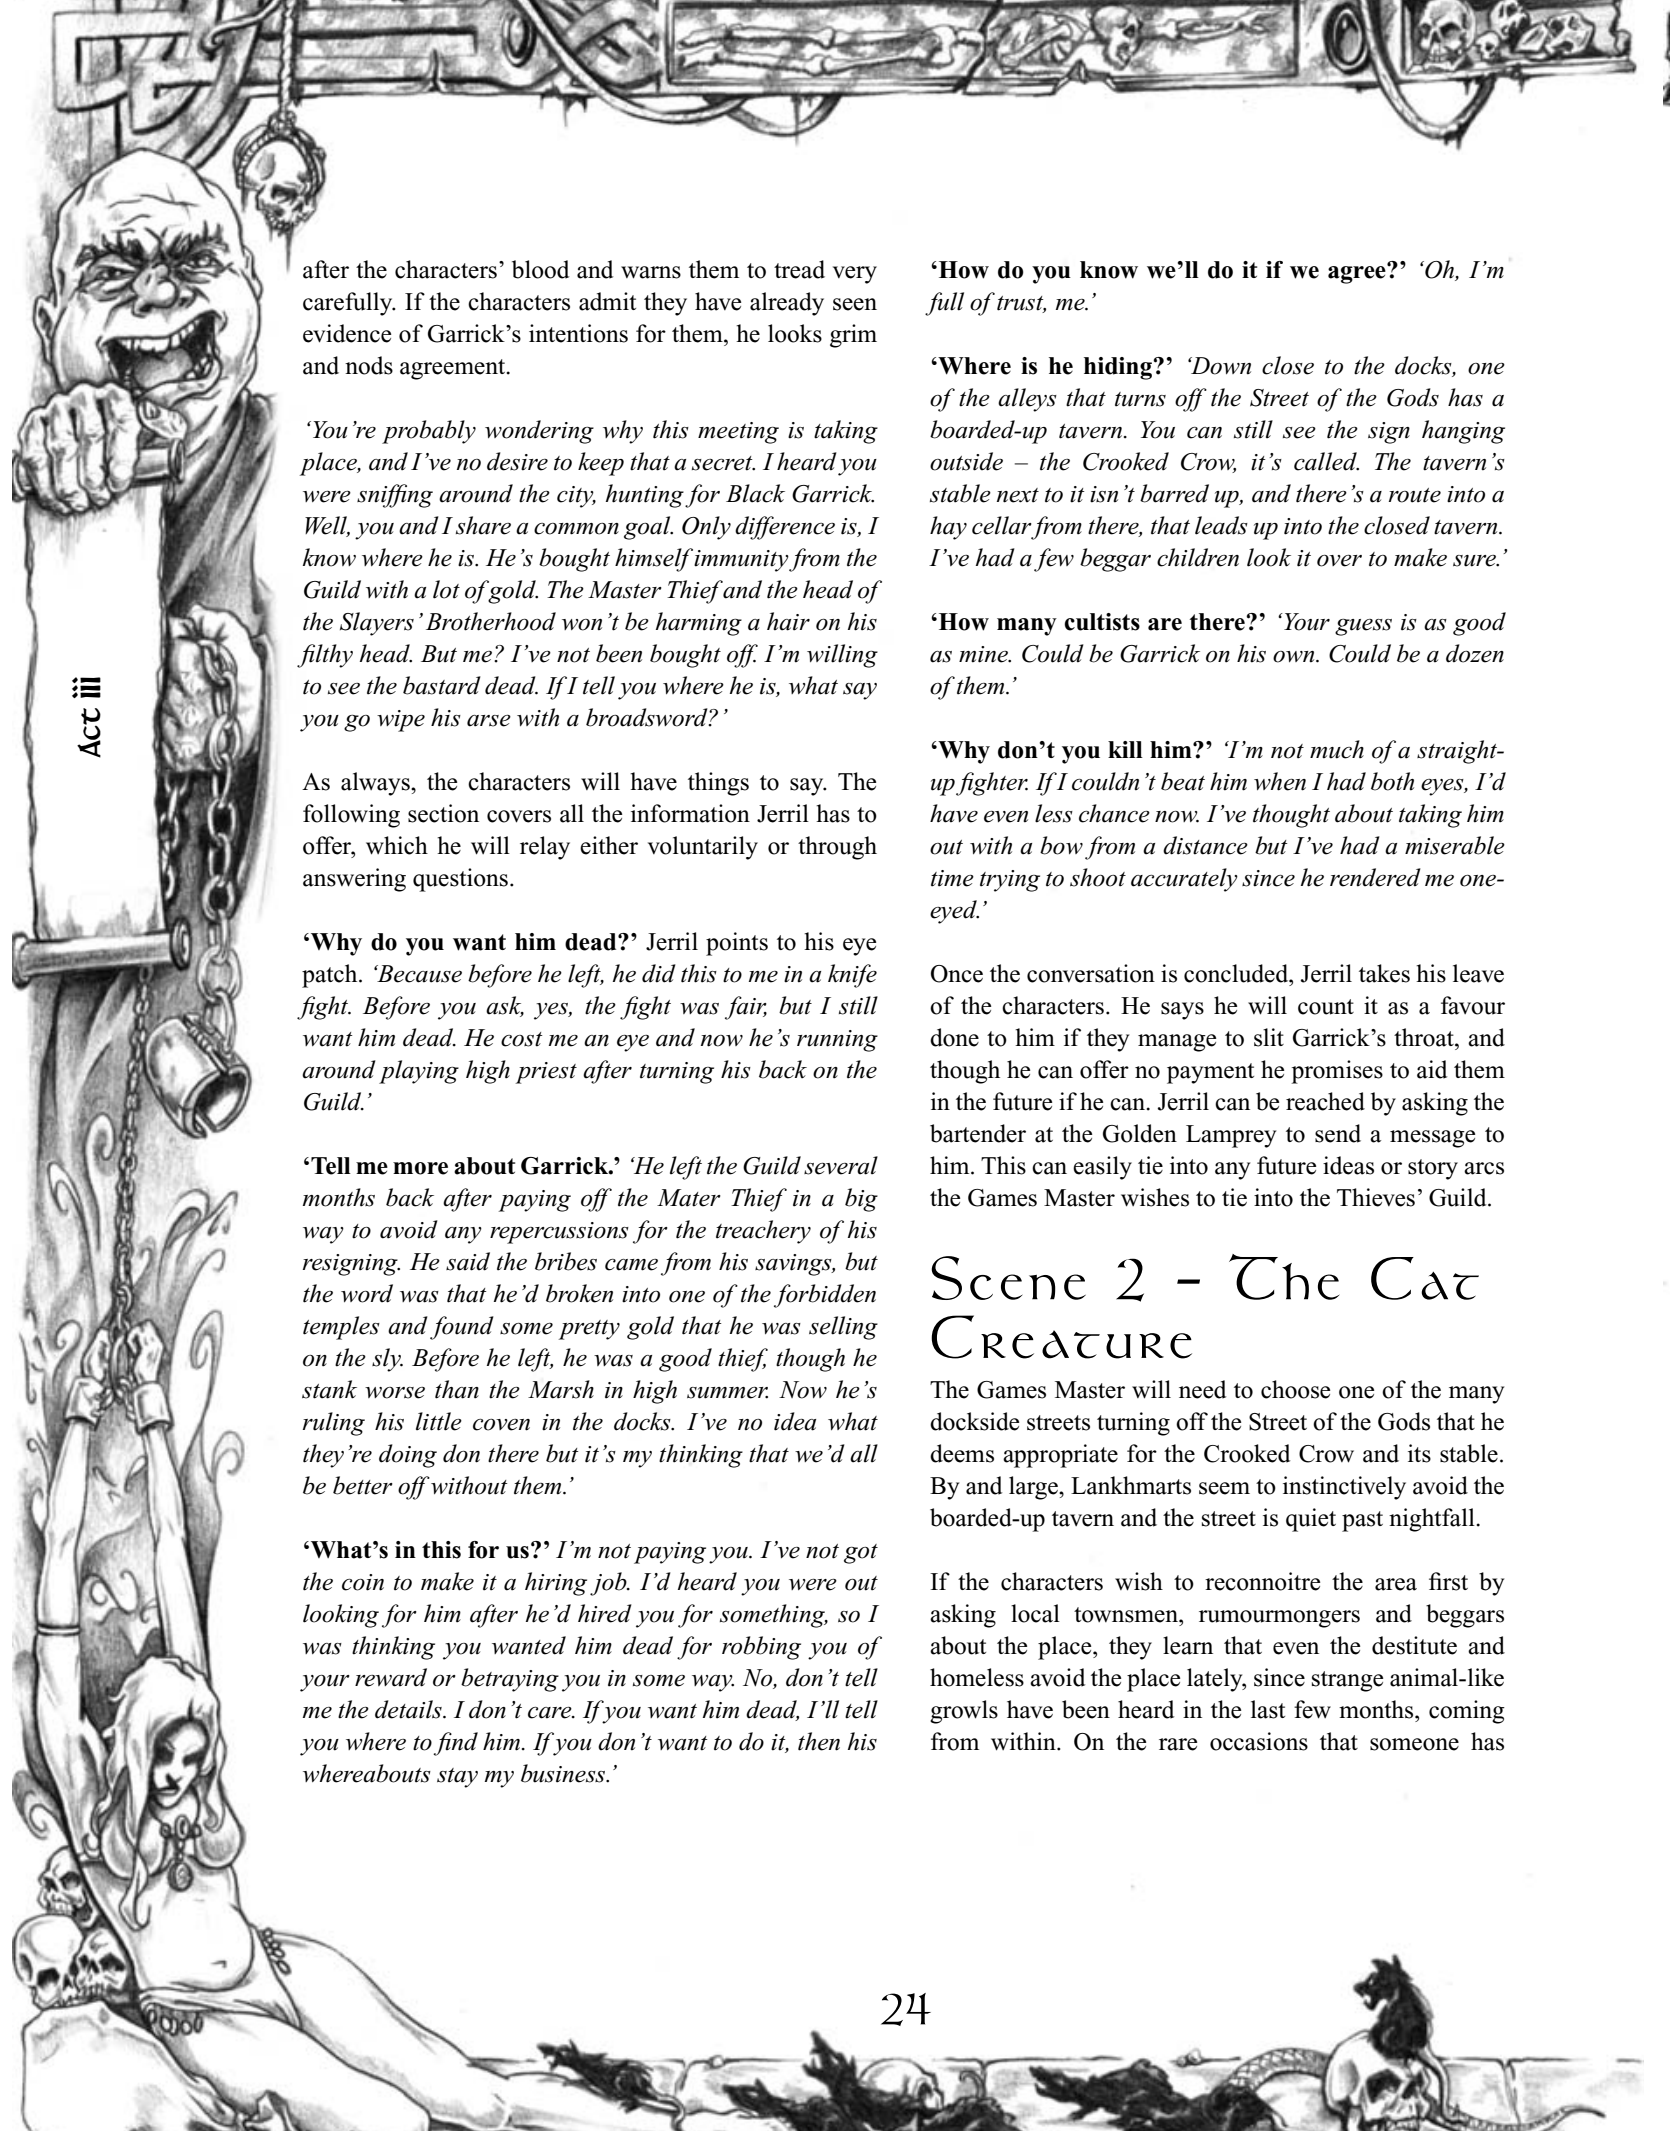 Act iii
after the characters’ blood and warns them to tread very
carefully. If the characters admit they have already seen
evidence of Garrick’s intentions for them, he looks grim
and nods agreement.
‘You’re probably wondering why this meeting is taking
place, and I’ve no desire to keep that a secret. I heard you
were sniffing around the city, hunting for Black Garrick.
Well, you and I share a common goal. Only difference is, I
know where he is. He’s bought himself immunity from the
Guild with a lot of gold. The Master Thief and the head of
the Slayers’ Brotherhood won’t be harming a hair on his
filthy head. But me? I’ve not been bought off. I’m willing
to see the bastard dead. If I tell you where he is, what say
you go wipe his arse with a broadsword?’
As always, the characters will have things to say. The
following section covers all the information Jerril has to
offer, which he will relay either voluntarily or through
answering questions.
‘Why do you want him dead?’ Jerril points to his eye
patch. ‘Because before he left, he did this to me in a knife
fight. Before you ask, yes, the fight was fair, but I still
want him dead. He cost me an eye and now he’s running
around playing high priest after turning his back on the
Guild.’
‘Tell me more about Garrick.’ ‘He left the Guild several
months back after paying off the Mater Thief in a big
way to avoid any repercussions for the treachery of his
resigning. He said the bribes came from his savings, but
the word was that he’d broken into one of the forbidden
temples and found some pretty gold that he was selling
on the sly. Before he left, he was a good thief, though he
stank worse than the Marsh in high summer. Now he’s
ruling his little coven in the docks. I’ve no idea what
they’re doing don there but it’s my thinking that we’d all
be better off without them.’
‘What’s in this for us?’ I’m not paying you. I’ve not got
the coin to make it a hiring job. I’d heard you were out
looking for him after he’d hired you for something, so I
was thinking you wanted him dead for robbing you of
your reward or betraying you in some way. No, don’t tell
me the details. I don’t care. If you want him dead, I’ll tell
you where to find him. If you don’t want to do it, then his
whereabouts stay my business.’
‘How do you know we’ll do it if we agree?’ ‘Oh, I’m
full of trust, me.’
‘Where is he hiding?’ ‘Down close to the docks, one
of the alleys that turns off the Street of the Gods has a
boarded-up tavern. You can still see the sign hanging
outside – the Crooked Crow, it’s called. The tavern’s
stable next to it isn’t barred up, and there’s a route into a
hay cellar from there, that leads up into the closed tavern.
I’ve had a few beggar children look it over to make sure.’
‘How many cultists are there?’ ‘Your guess is as good
as mine. Could be Garrick on his own. Could be a dozen
of them.’
‘Why don’t you kill him?’ ‘I’m not much of a straight-
up fighter. If I couldn’t beat him when I had both eyes, I’d
have even less chance now. I’ve thought about taking him
out with a bow from a distance but I’ve had a miserable
time trying to shoot accurately since he rendered me one-
eyed.’
Once the conversation is concluded, Jerril takes his leave
of the characters. He says he will count it as a favour
done to him if they manage to slit Garrick’s throat, and
though he can offer no payment he promises to aid them
in the future if he can. Jerril can be reached by asking the
bartender at the Golden Lamprey to send a message to
him. This can easily tie into any future ideas or story arcs
the Games Master wishes to tie into the Thieves’ Guild.
Scene 2 – The Cat
Creature
The Games Master will need to choose one of the many
dockside streets turning off the Street of the Gods that he
deems appropriate for the Crooked Crow and its stable.
By and large, Lankhmarts seem to instinctively avoid the
boarded-up tavern and the street is quiet past nightfall.
If the characters wish to reconnoitre the area first by
asking local townsmen, rumourmongers and beggars
about the place, they learn that even the destitute and
homeless avoid the place lately, since strange animal-like
growls have been heard in the last few months, coming
from within. On the rare occasions that someone has
24